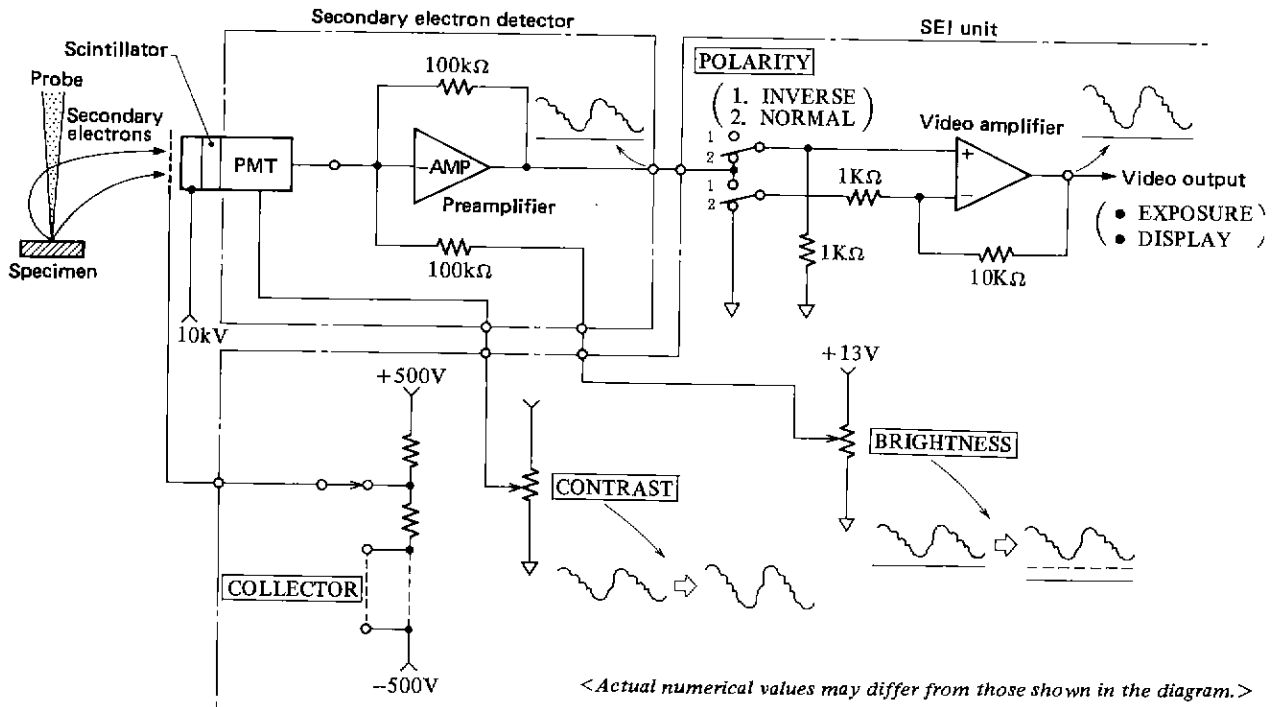 Secondary electron detector
SEI unit
Scintillator
Probe
Secondary
electrons
100kΩ
POLARITY
1. INVERSE
2. NORMAL
Video amplifier
PMT
-AMP
Preamplifier
1
2
1
2
1KΩ
+
−
Video output
• EXPOSURE
• DISPLAY
Specimen
100kΩ
1KΩ
10KΩ
10kV
+500V
+13V
BRIGHTNESS
CONTRAST
COLLECTOR
−500V
<Actual numerical values may differ from those shown in the diagram.>